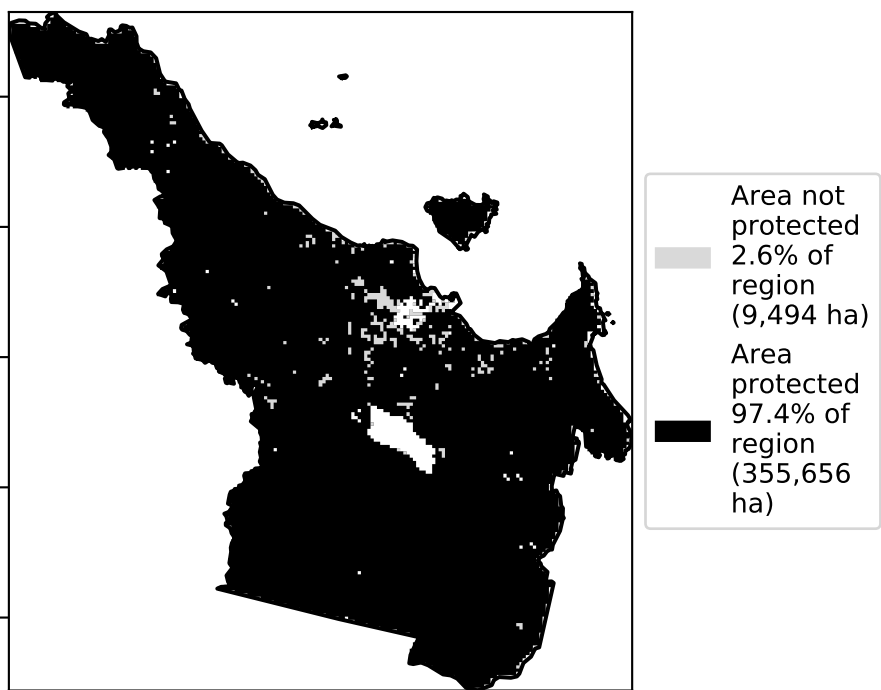 Area not
protected
2.6% of
region
(9,494 ha)
Area
protected
97.4% of
region
(355,656
ha)